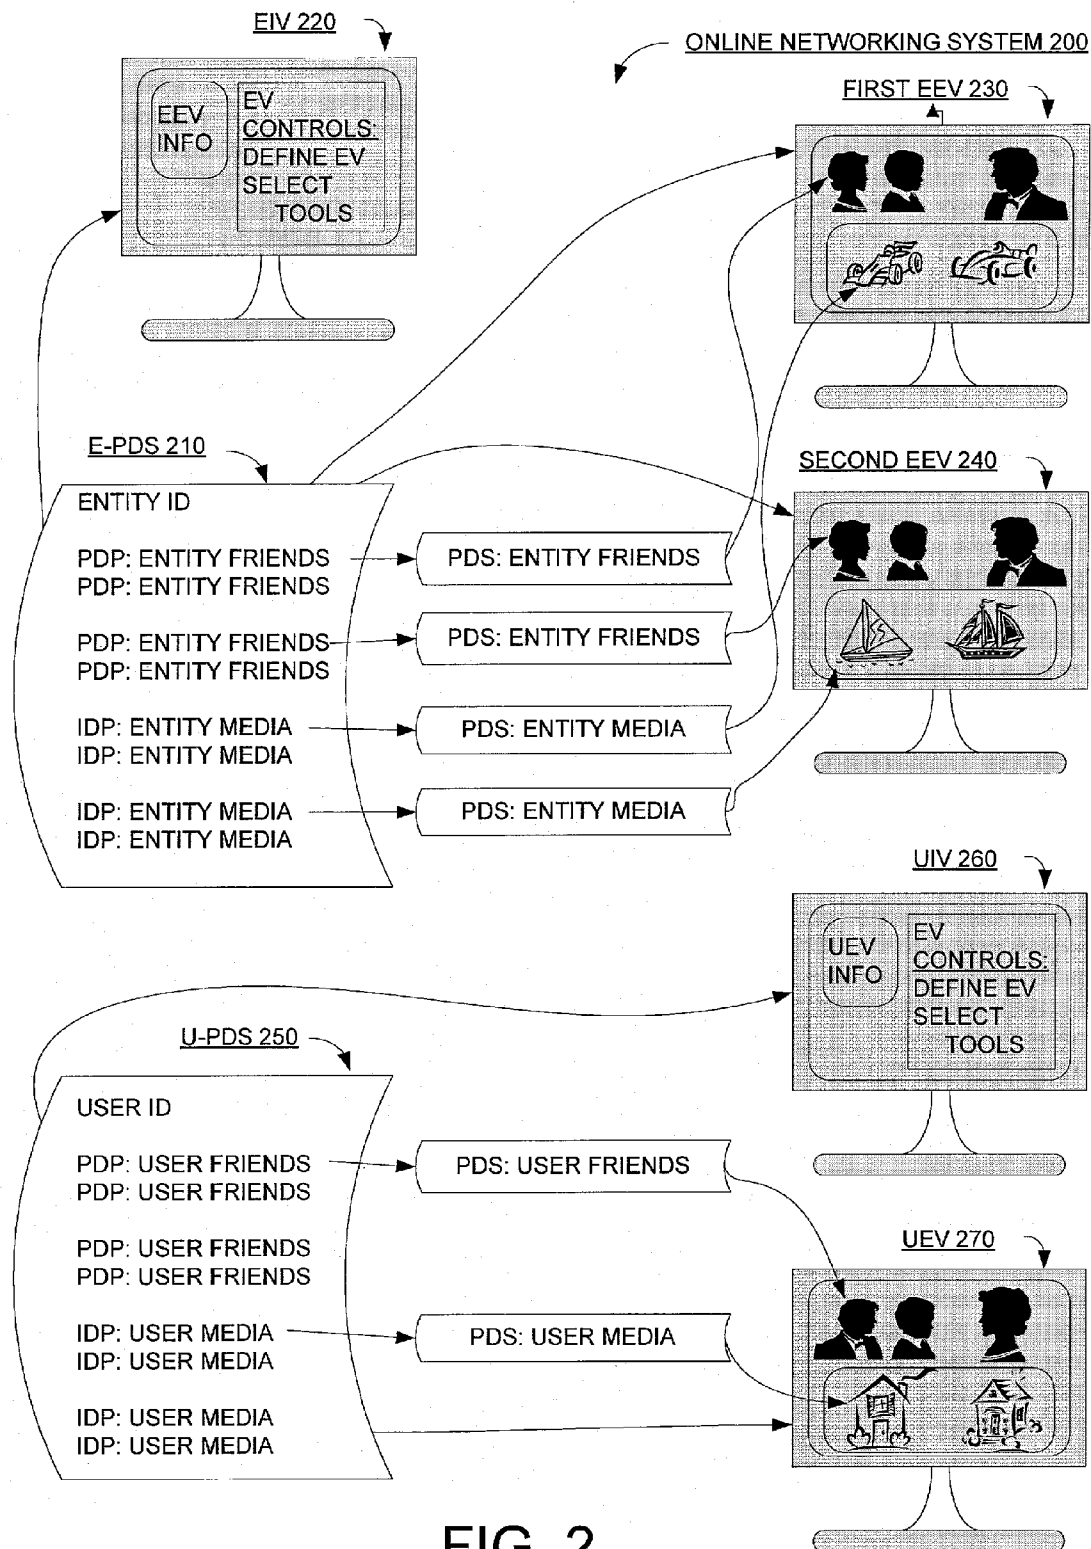 EIV 220
ONLINE NETWORKING SYSTEM 200
EEV
INFO
EV
CONTROLS:
DEFINE EV
SELECT
TOOLS
FIRST EEV 230
E-PDS 210
ENTITY ID
PDP: ENTITY FRIENDS
PDP: ENTITY FRIENDS
PDP: ENTITY FRIENDS
PDP: ENTITY FRIENDS
IDP: ENTITY MEDIA
IDP: ENTITY MEDIA
IDP: ENTITY MEDIA
IDP: ENTITY MEDIA
PDS: ENTITY FRIENDS
PDS: ENTITY FRIENDS
PDS: ENTITY MEDIA
PDS: ENTITY MEDIA
SECOND EEV 240
UIV 260
UEV
INFO
EV
CONTROLS:
DEFINE EV
SELECT
TOOLS
U-PDS 250
USER ID
PDP: USER FRIENDS
PDP: USER FRIENDS
PDP: USER FRIENDS
PDP: USER FRIENDS
IDP: USER MEDIA
IDP: USER MEDIA
IDP: USER MEDIA
IDP: USER MEDIA
PDS: USER FRIENDS
PDS: USER MEDIA
UEV 270
FIG. 2